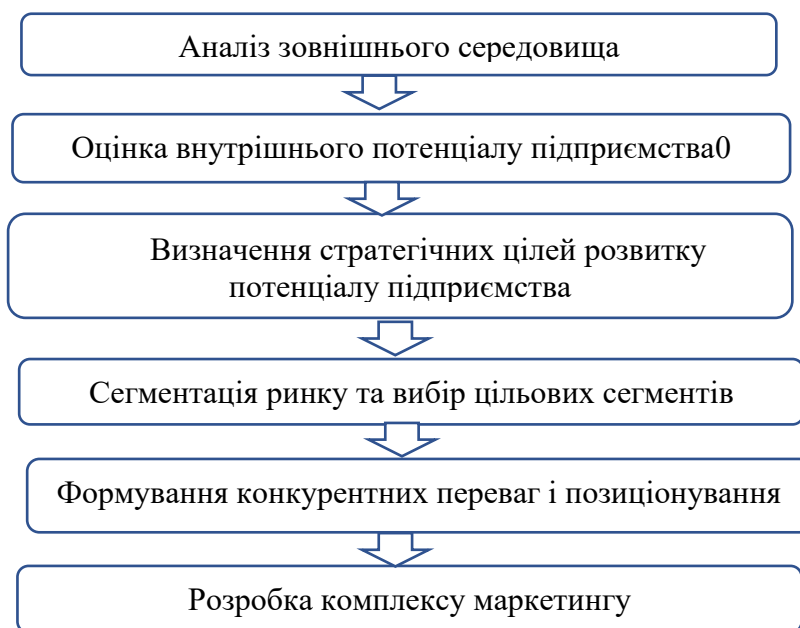 Аналіз зовнішнього середовища
Оцінка внутрішнього потенціалу підприємства0
Визначення стратегічних цілей розвитку
потенціалу підприємства
Сегментація ринку та вибір цільових сегментів
Формування конкурентних переваг і позиціонування
Розробка комплексу маркетингу